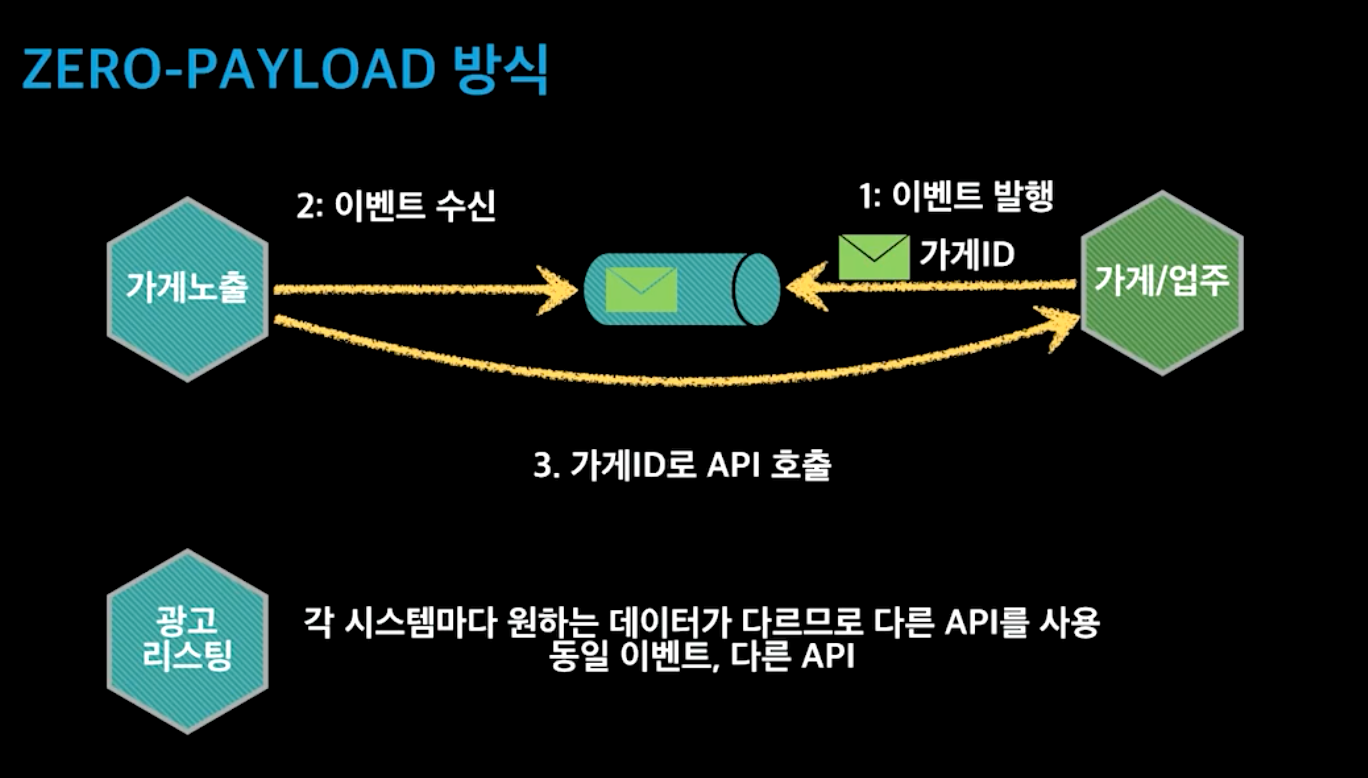 ZERO-PAYLOAD 방식
2: 이벤트 수신
1: 이벤트 발행
가게ID
가게노출
가게/업주
3. 가게ID로 API 호출
광고
리스팅
각 시스템마다 원하는 데이터가 다르므로 다른 API를 사용
동일 이벤트, 다른 API